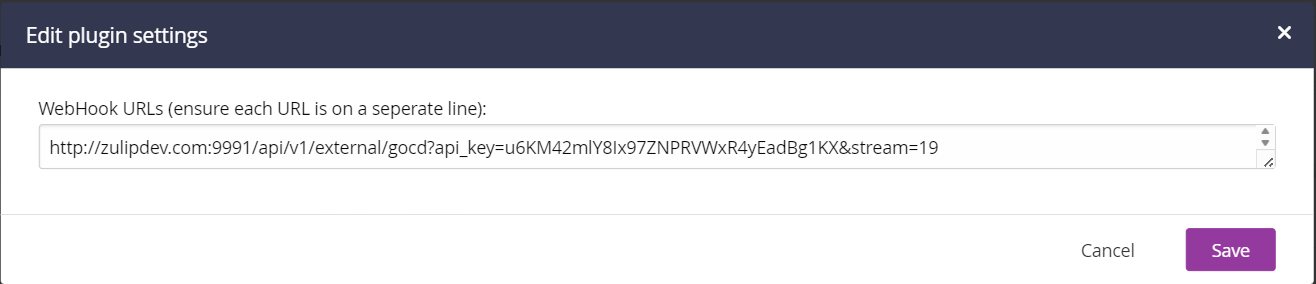 Edit plugin settings
WebHook URLs (ensure each URL is on a seperate line):
http://zulipdev.com:9991/api/v1/external/gocd?api_key=u6KM42mlY8Ix97ZNPRVWxR4yEadBg1KX&stream=19
Cancel
Save